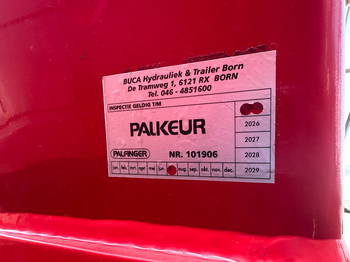 BUCA Hydrauliek & Trailer Born
De Tramweg 1, 6121 RX BORN
Tel. 046 - 4851600
INSPECTIE GELDIG T/M
PALKEUR
2026
2027
PALFINGER
NR. 101906
2028
jan. feb. mrt. apr. mei jun. aug. sep. okt. nov. dec.
2029